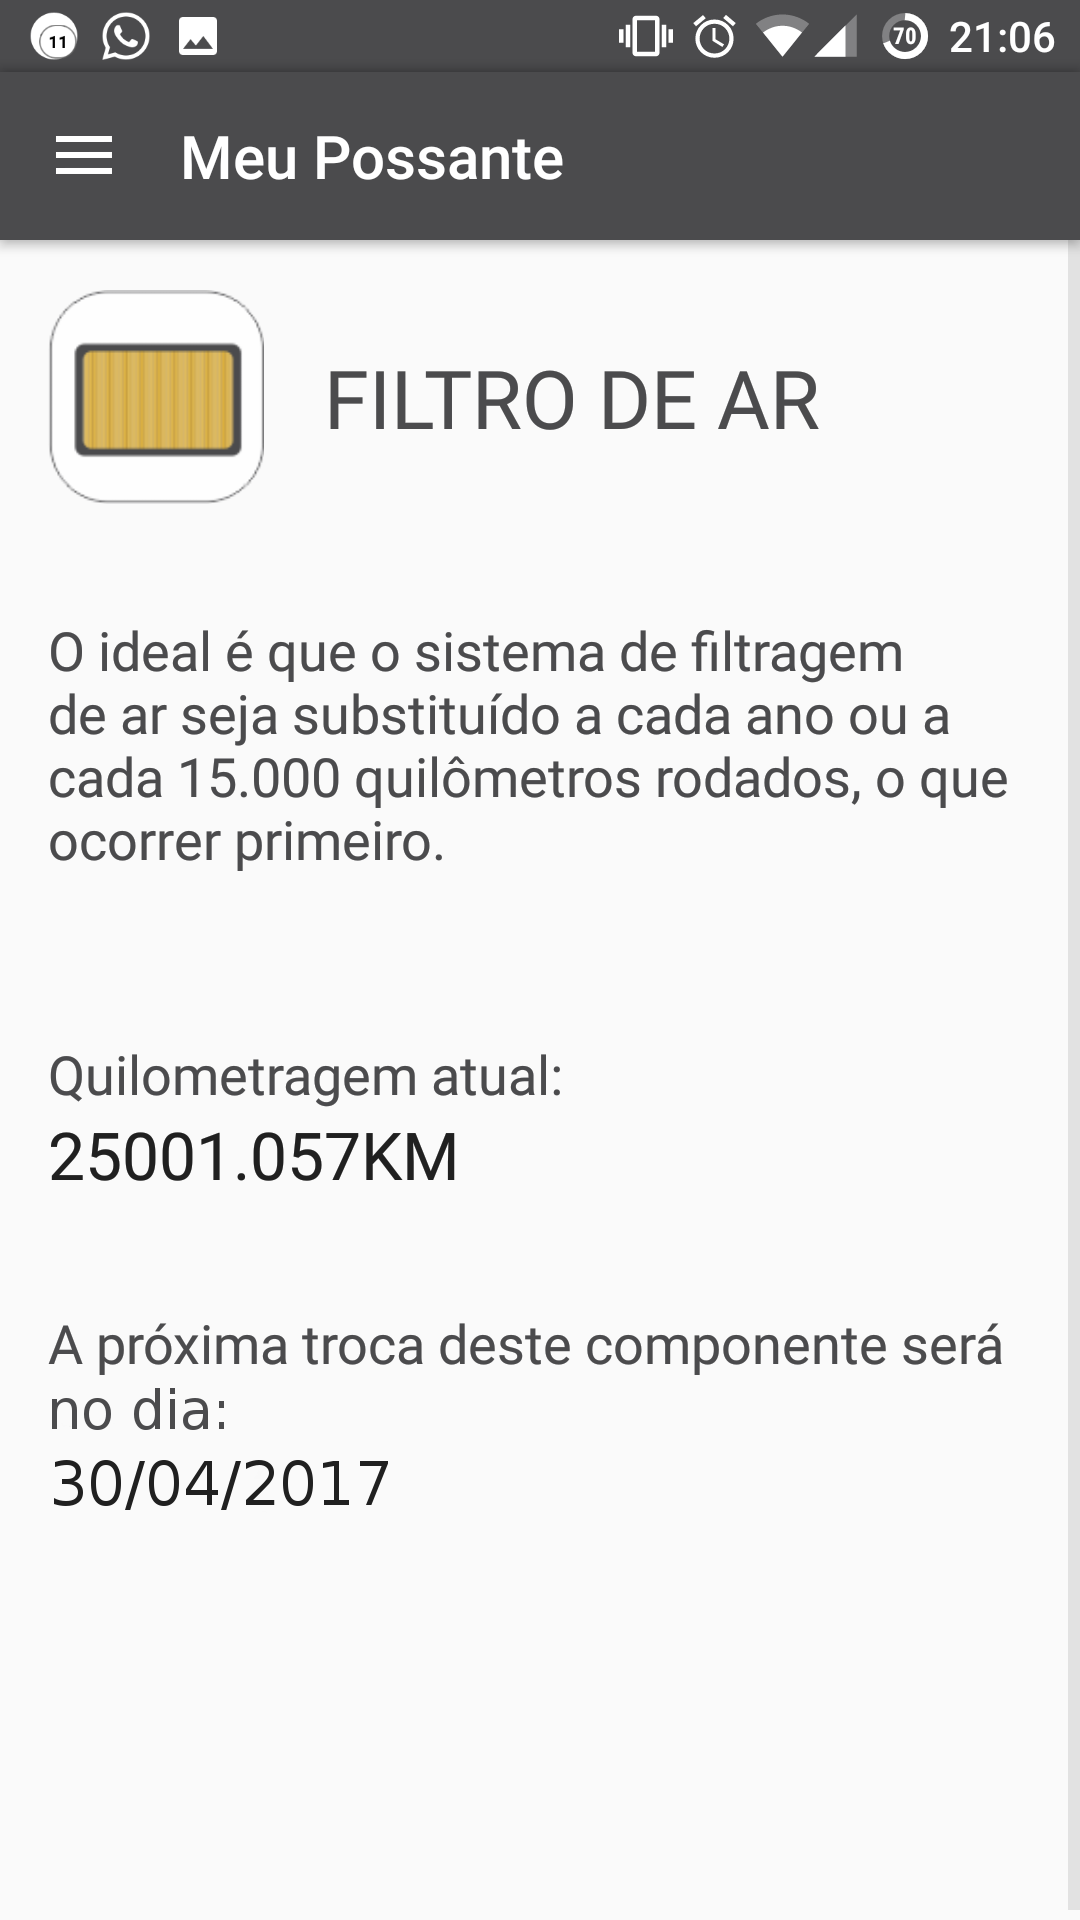 11
70
21:06
Meu Possante
FILTRO DE AR
O ideal é que o sistema de filtragem
de ar seja substituído a cada ano ou a
cada 15.000 quilômetros rodados, o que
ocorrer primeiro.
Quilometragem atual:
25001.057KM
A próxima troca deste componente será
no dia:
30/04/2017